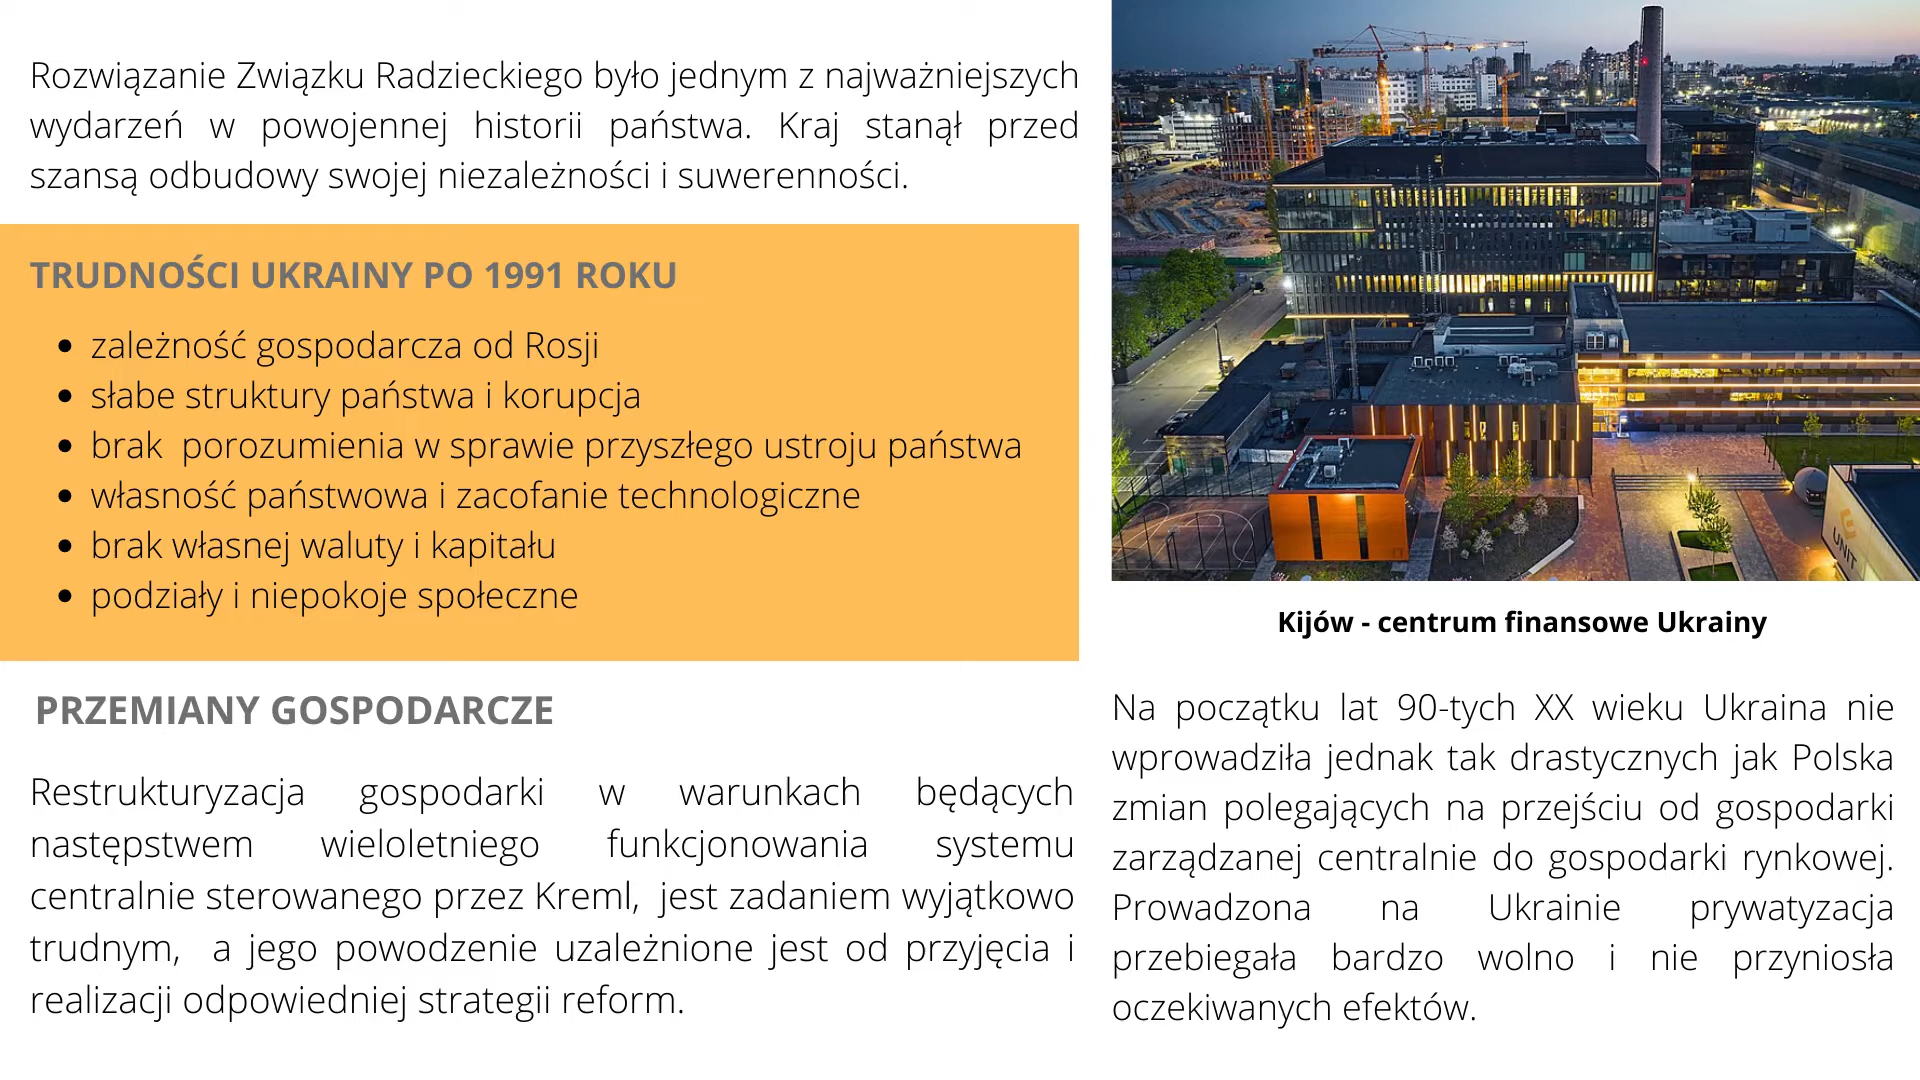 Rozwiązanie Związku Radzieckiego było jednym z najważniejszych
wydarzeń w powojennej historii państwa. Kraj stanął przed
szansą odbudowy swojej niezależności i suwerenności.
TRUDNOŚCI UKRAINY PO 1991 ROKU
• zależność gospodarcza od Rosji
• słabe struktury państwa i korupcja
• brak  porozumienia w sprawie przyszłego ustroju państwa
• własność państwowa i zacofanie technologiczne
• brak własnej waluty i kapitału
• podziały i niepokoje społeczne
PRZEMIANY GOSPODARCZE
Restrukturyzacja gospodarki w warunkach będących
następstwem wieloletniego funkcjonowania systemu
centralnie sterowanego przez Kreml,  jest zadaniem wyjątkowo
trudnym,  a jego powodzenie uzależnione jest od przyjęcia i
realizacji odpowiedniej strategii reform.
UNIT
Kijów - centrum finansowe Ukrainy
Na początku lat 90-tych XX wieku Ukraina nie
wprowadziła jednak tak drastycznych jak Polska
zmian polegających na przejściu od gospodarki
zarządzanej centralnie do gospodarki rynkowej.
Prowadzona na Ukrainie prywatyzacja
przebiegała bardzo wolno i nie przyniosła
oczekiwanych efektów.